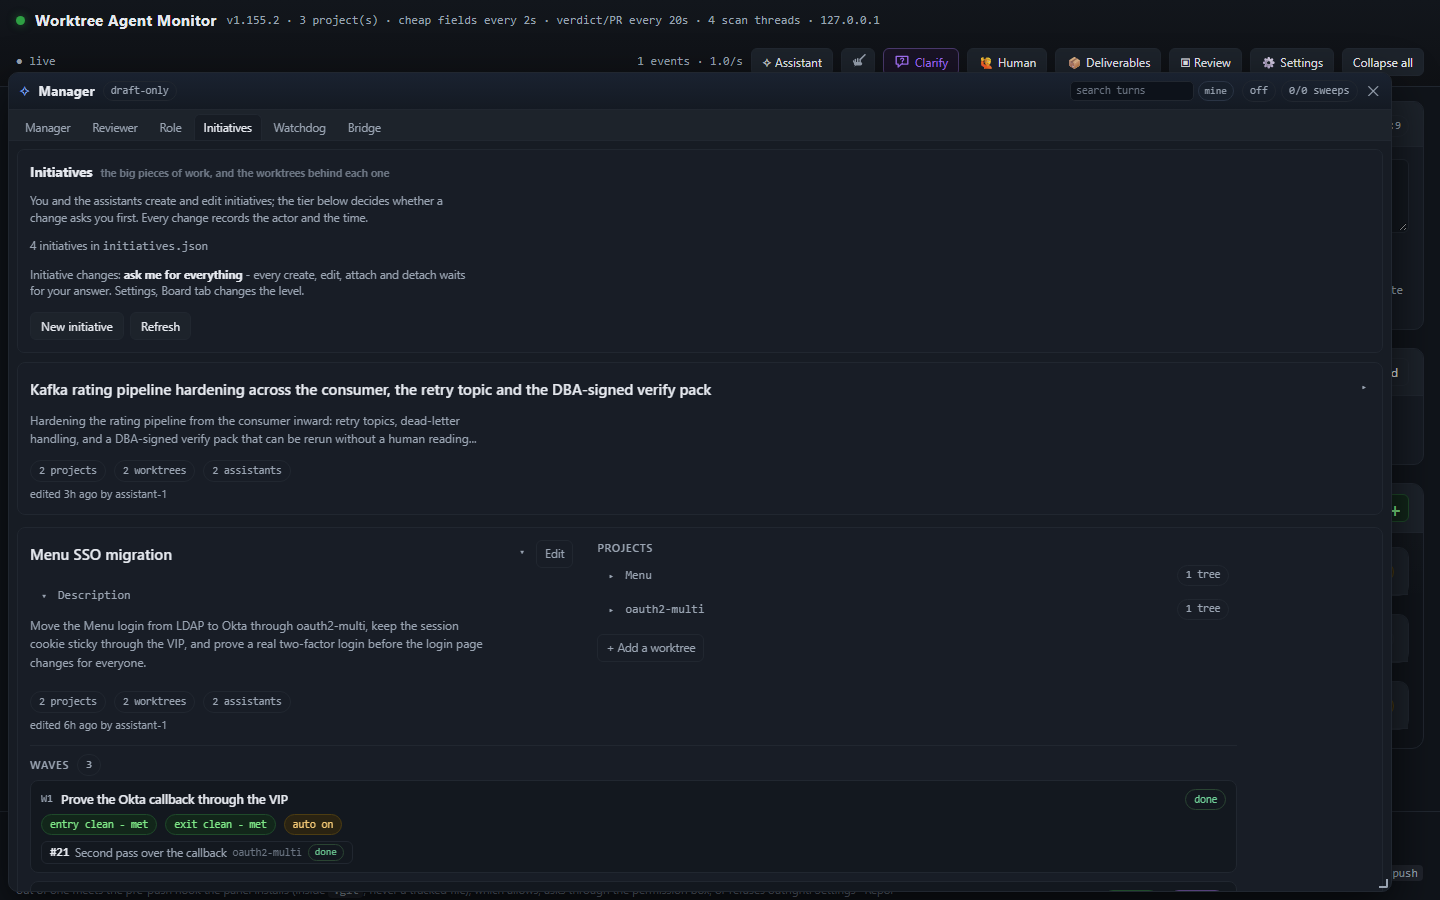 Worktree Agent Monitor v1.155.2 · 3 project(s) · cheap fields every 2s · verdict/PR every 20s · 4 scan threads · 127.0.0.1
live 1 events · 1.0/s Assistant Clarify Human Deliverables Review Settings Collapse all
Manager draft-only search turns mine off 0/0 sweeps
Manager Reviewer Role Initiatives Watchdog Bridge
Initiatives the big pieces of work, and the worktrees behind each one
You and the assistants create and edit initiatives; the tier below decides whether a
change asks you first. Every change records the actor and the time.
4 initiatives in initiatives.json
Initiative changes: ask me for everything - every create, edit, attach and detach waits
for your answer. Settings, Board tab changes the level.
New initiative Refresh
Kafka rating pipeline hardening across the consumer, the retry topic and the DBA-signed verify pack
Hardening the rating pipeline from the consumer inward: retry topics, dead-letter
handling, and a DBA-signed verify pack that can be rerun without a human reading...
2 projects 2 worktrees 2 assistants
edited 3h ago by assistant-1
Menu SSO migration Edit
Description
Move the Menu login from LDAP to Okta through oauth2-multi, keep the session
cookie sticky through the VIP, and prove a real two-factor login before the login page
changes for everyone.
2 projects 2 worktrees 2 assistants
edited 6h ago by assistant-1
PROJECTS
Menu 1 tree
oauth2-multi 1 tree
+ Add a worktree
WAVES 3
W1 Prove the Okta callback through the VIP done
entry clean - met exit clean - met auto on
#21 Second pass over the callback oauth2-multi done
push